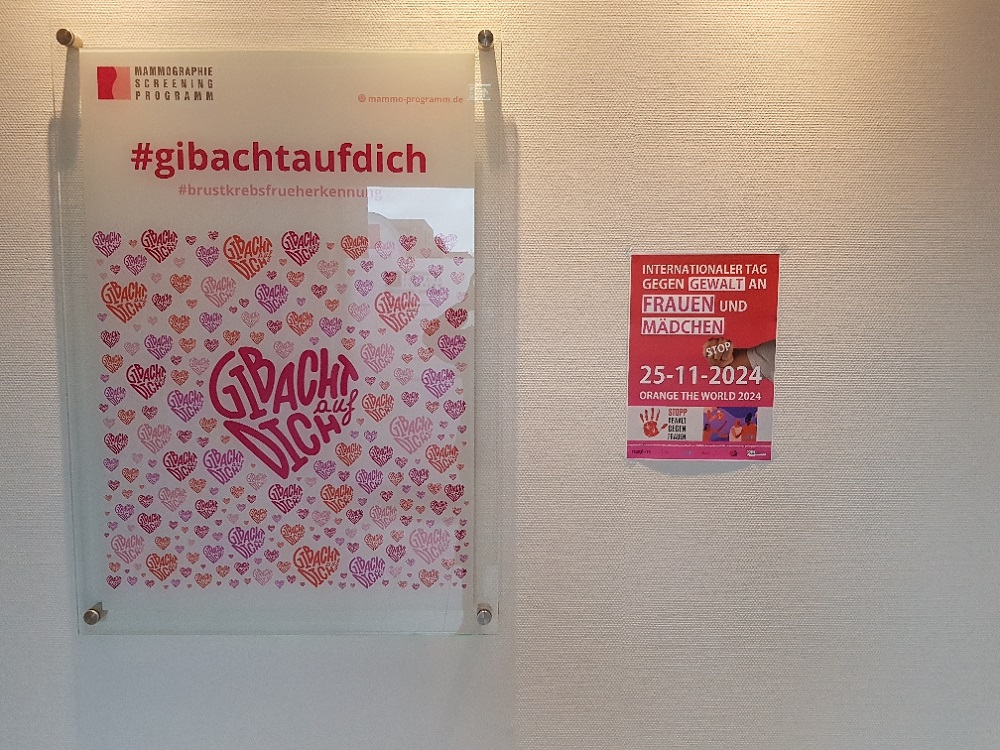 MAMMOGRAPHIE
SCREENING
PROGRAMM
mammo-programm.de
#gibachtaufdich
#brustkrebsfrueherkennung
GIBACHT
auf
DICH
INTERNATIONALER TAG
GEGEN GEWALT AN
FRAUEN UND
MÄDCHEN
STOP
25-11-2024
ORANGE THE WORLD 2024
STOPP
GEWALT
GEGEN
FRAUEN